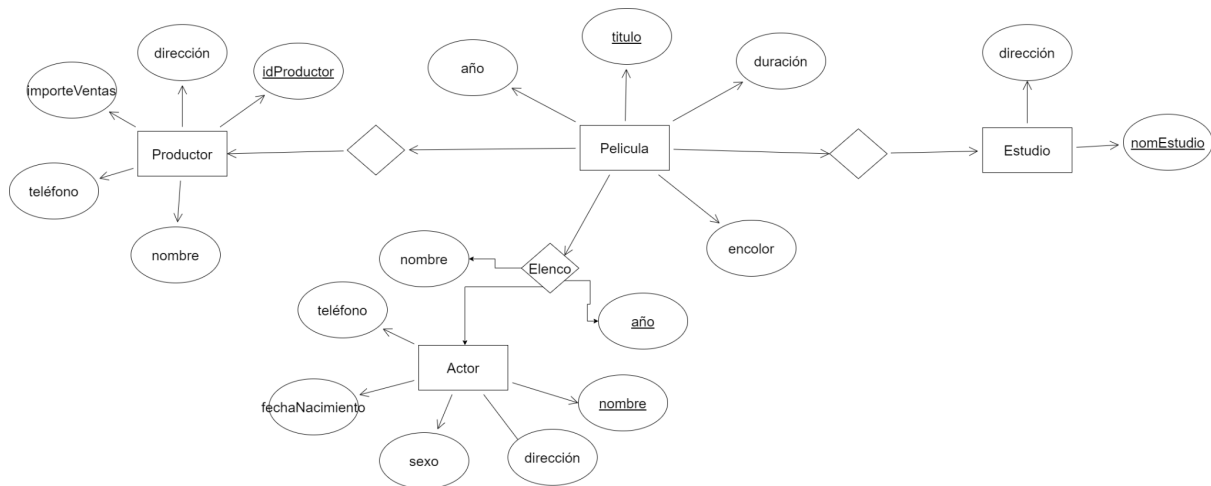 dirección
idProductor
importeVentas
Productor
teléfono
nombre
año
titulo
duración
Pelicula
encolor
dirección
Estudio
nomEstudio
nombre
Elenco
año
teléfono
Actor
fechaNacimiento
nombre
sexo
dirección